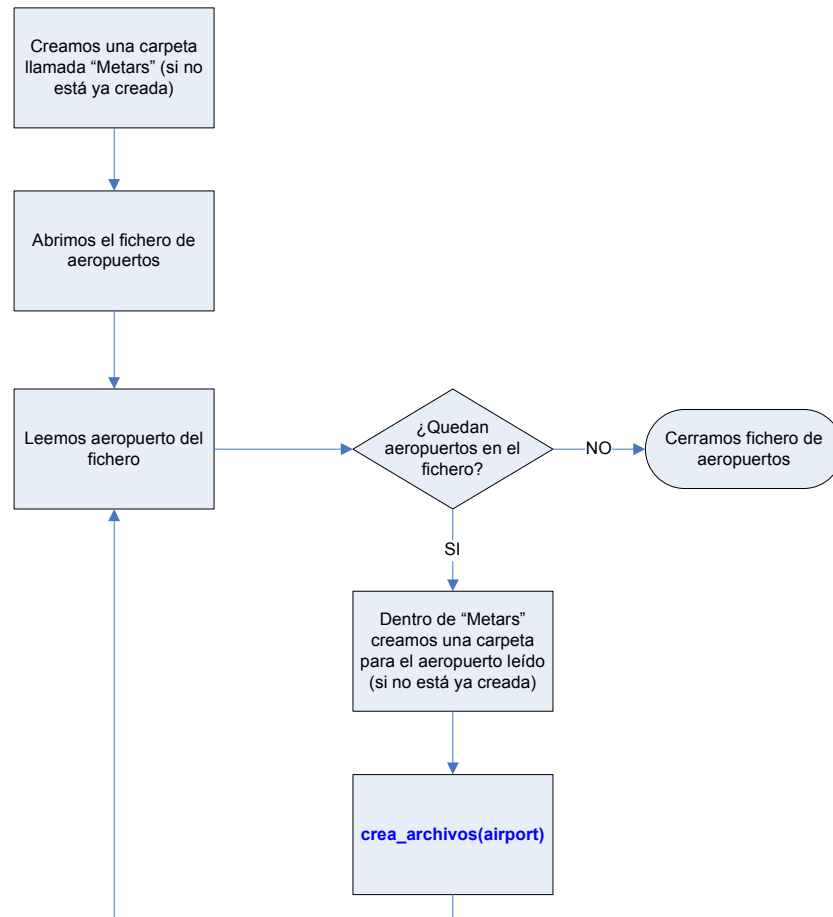 Creamos una carpeta
llamada “Metars” (si no
está ya creada)
Abrimos el fichero de
aeropuertos
Leemos aeropuerto del
fichero
¿Quedan
aeropuertos en el
fichero?
NO
Cerramos fichero de
aeropuertos
SI
Dentro de “Metars”
creamos una carpeta
para el aeropuerto leído
(si no está ya creada)
crea_archivos(airport)